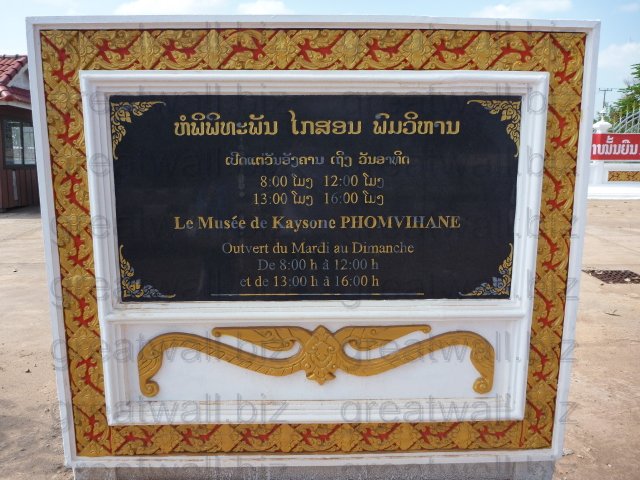 ຫໍພິພິທະພັນ ໄກສອນ ພົມວິຫານ
ເປີດແຕ່ວັນອັງຄານ ເຖິງ ວັນອາທິດ
8:00 ໂມງ 12:00 ໂມງ
13:00 ໂມງ 16:00 ໂມງ
Le Musée de Kaysone PHOMVIHANE
Outvert du Mardi au Dimanche
De 8:00 h à 12:00 h
et de 13:00 h à 16:00 h
greatwall.biz